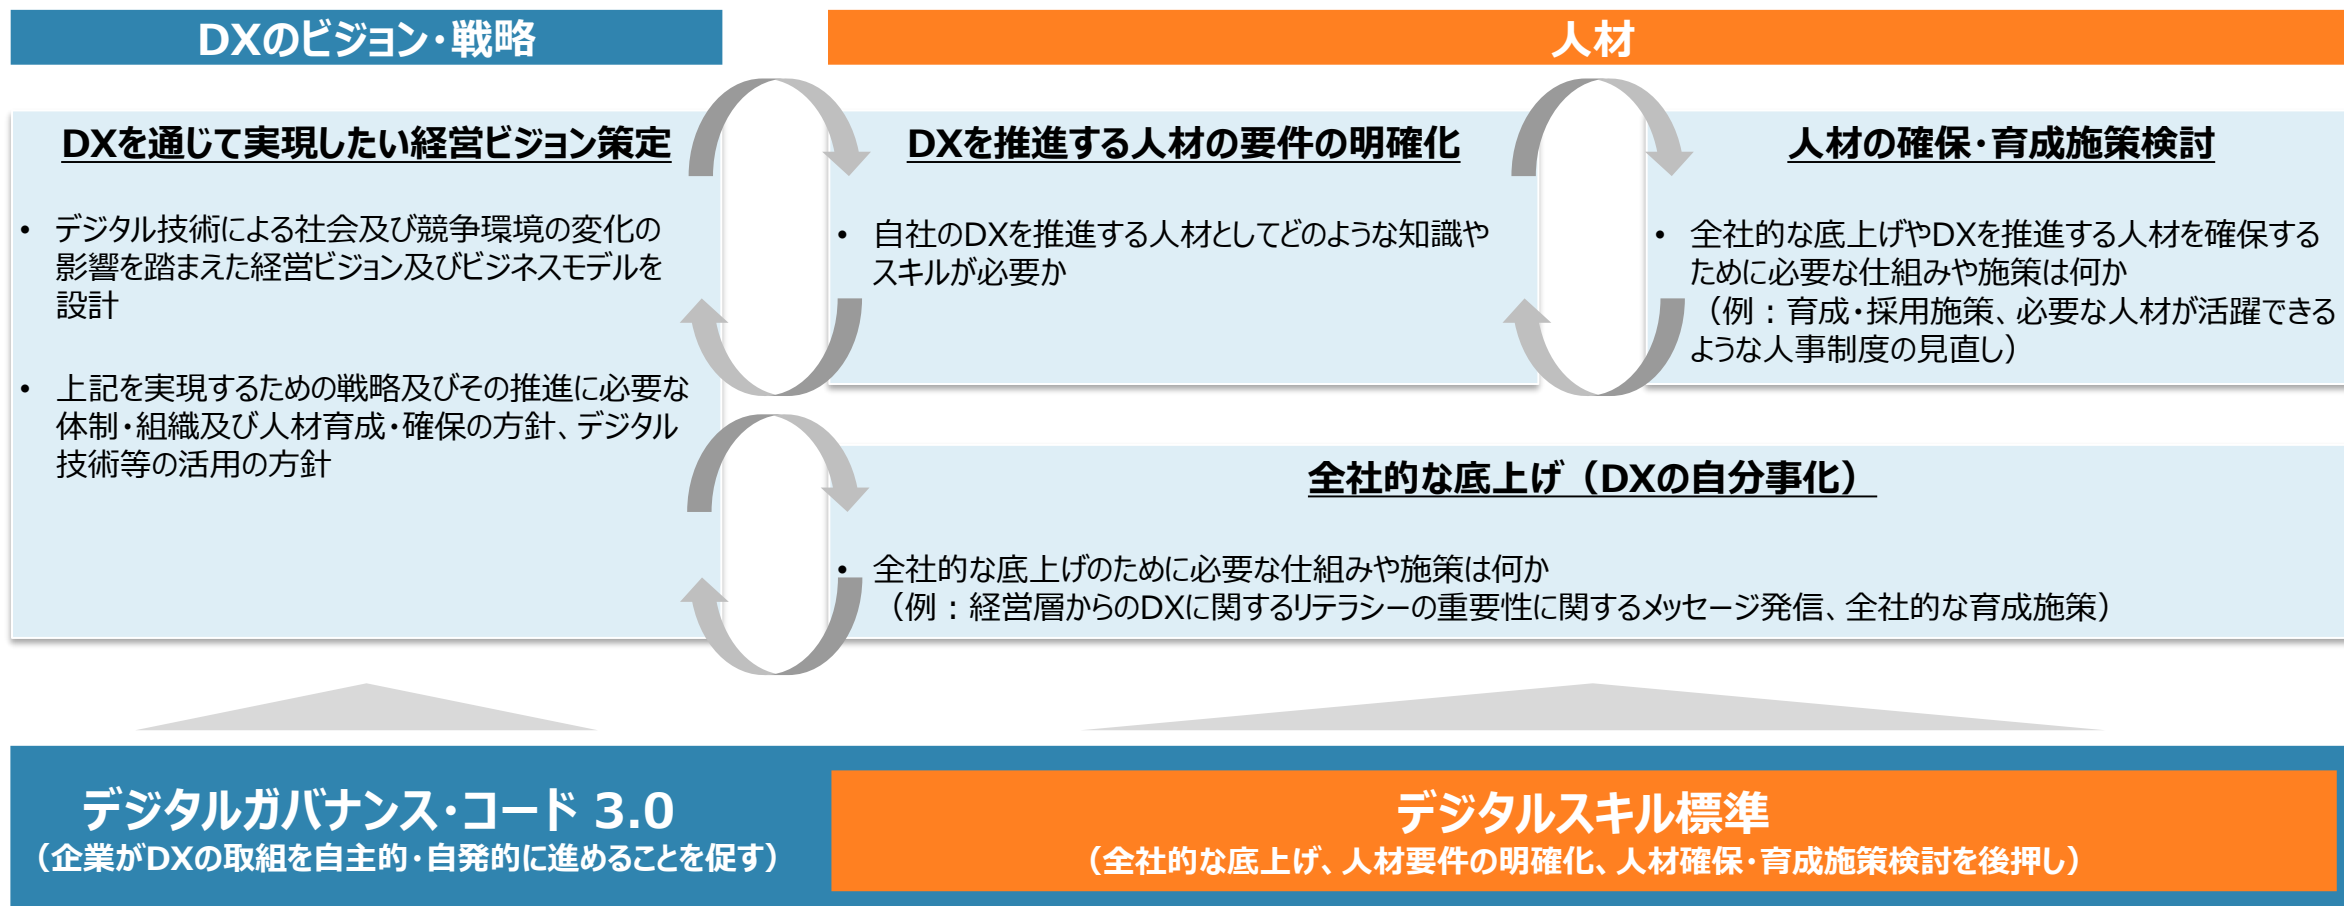 DXのビジョン・戦略
人材
DXを通じて実現したい経営ビジョン策定
• デジタル技術による社会及び競争環境の変化の
影響を踏まえた経営ビジョン及びビジネスモデルを
設計
• 上記を実現するための戦略及びその推進に必要な
体制・組織及び人材育成・確保の方針、デジタル
技術等の活用の方針
DXを推進する人材の要件の明確化
• 自社のDXを推進する人材としてどのような知識や
スキルが必要か
人材の確保・育成施策検討
• 全社的な底上げやDXを推進する人材を確保する
ために必要な仕組みや施策は何か
（例：育成・採用施策、必要な人材が活躍できる
ような人事制度の見直し）
全社的な底上げ（DXの自分事化）
• 全社的な底上げのために必要な仕組みや施策は何か
（例：経営層からのDXに関するリテラシーの重要性に関するメッセージ発信、全社的な育成施策）
デジタルガバナンス・コード 3.0
（企業がDXの取組を自主的・自発的に進めることを促す）
デジタルスキル標準
（全社的な底上げ、人材要件の明確化、人材確保・育成施策検討を後押し）